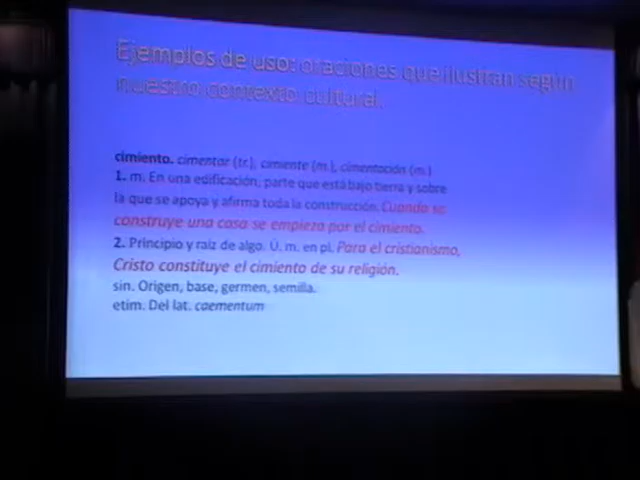 Ejemplos de uso: oraciones que ilustran según
nuestro contexto cultural.
cimiento. cimentar (tr.), cimiente (m.), cimentación (m.)
1. m. En una edificación, parte que está bajo tierra y sobre
la que se apoya y afirma toda la construcción. Cuando se
construye una casa se empieza por el cimiento.
2. Principio y raíz de algo. Ú. m. en pl. Para el cristianismo,
Cristo constituye el cimiento de su religión.
sin. Origen, base, germen, semilla.
etim. Del lat. caementum